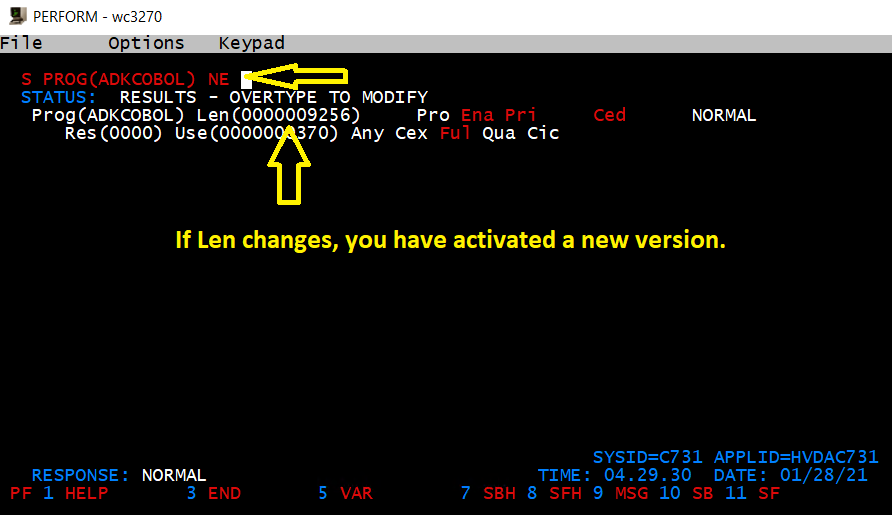 PERFORM - wc3270
File Options Keypad
S PROG(ADKCOBOL) NE
STATUS: RESULTS - OVERTYPE TO MODIFY
Prog(ADKCOBOL) Len(0000009256) Pro Ena Pri Ced NORMAL
Res(0000) Use(0000000370) Any Cex Ful Qua Cic
If Len changes, you have activated a new version.
SYSID=C731 APPLID=HVDAC731
RESPONSE: NORMAL TIME: 04.29.30 DATE: 01/28/21
PF 1 HELP 3 END 5 VAR 7 SBH 8 SFH 9 MSG 10 SB 11 SF